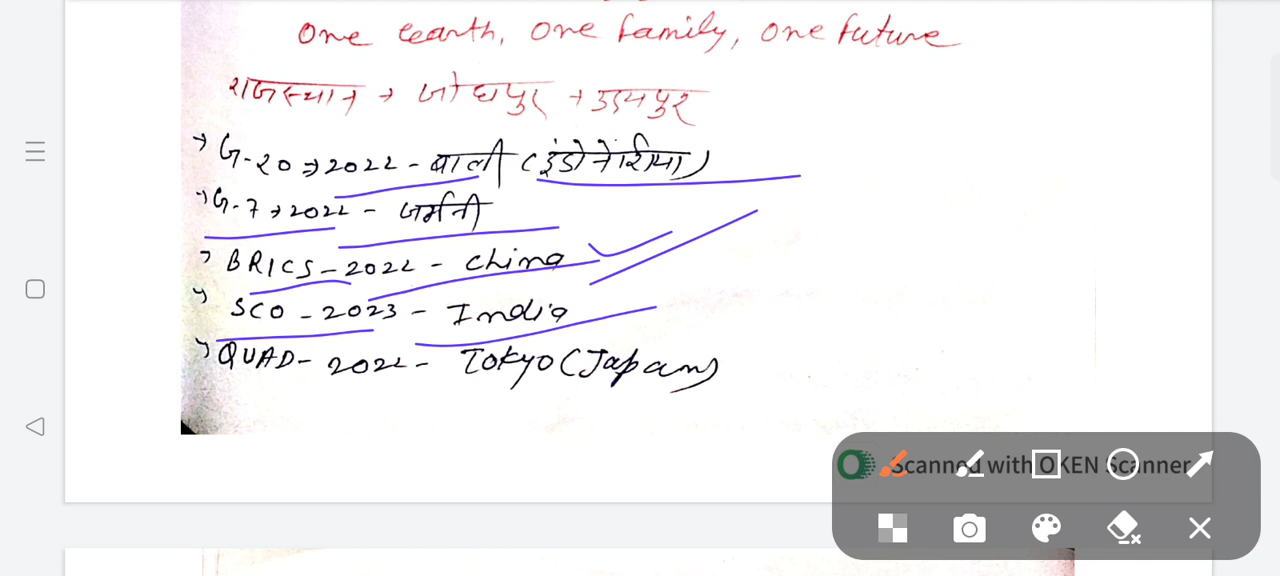 One earth, One family, One future
राजस्थान → जोधपुर → उदयपुर
→ G-20 → 2022 - बाली (इंडोनेशिया)
→ G-7 → 2022 - जर्मनी
→ BRICS - 2022 - China
→ SCO - 2023 - India
→ QUAD - 2022 - Tokyo (Japan)
Scanned with OKEN Scanner